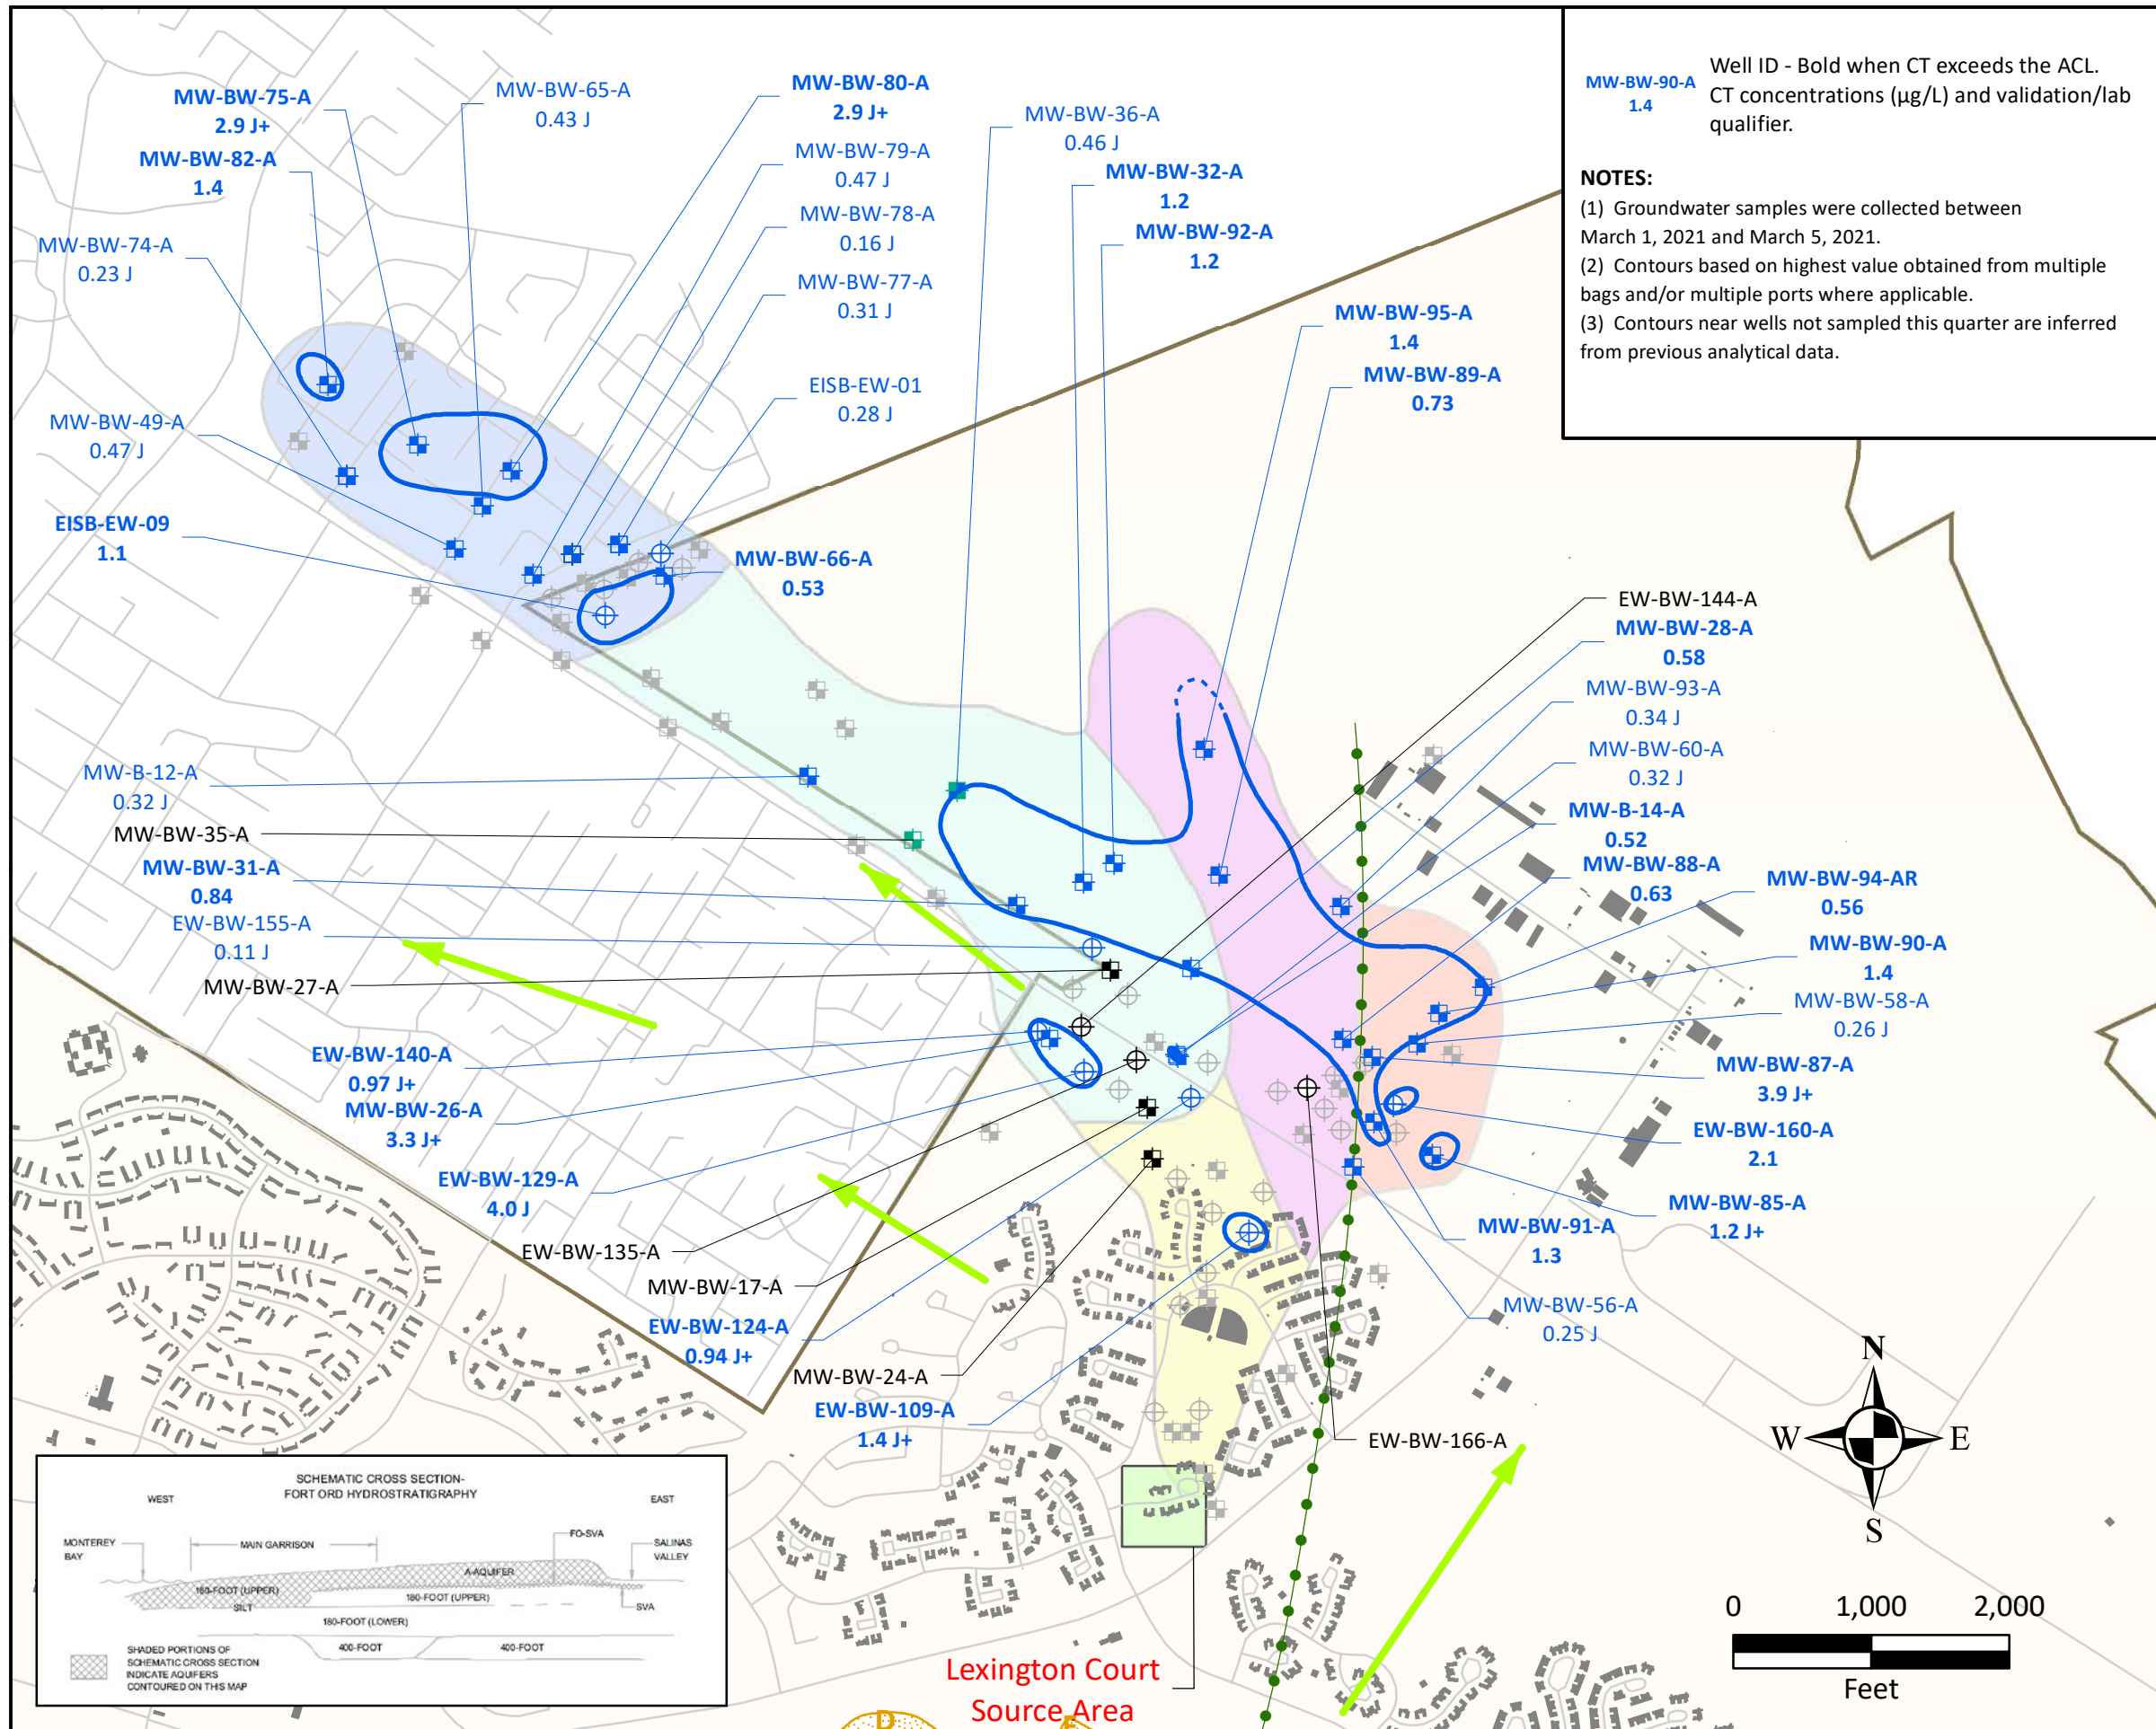 MW-BW-90-A
1.4
Well ID - Bold when CT exceeds the ACL.
CT concentrations (µg/L) and validation/lab
qualifier.
NOTES:
(1) Groundwater samples were collected between
March 1, 2021 and March 5, 2021.
(2) Contours based on highest value obtained from multiple
bags and/or multiple ports where applicable.
(3) Contours near wells not sampled this quarter are inferred
from previous analytical data.
MW-BW-75-A
2.9 J+
MW-BW-82-A
1.4
MW-BW-65-A
0.43 J
MW-BW-80-A
2.9 J+
MW-BW-79-A
0.47 J
MW-BW-78-A
0.16 J
MW-BW-77-A
0.31 J
MW-BW-36-A
0.46 J
MW-BW-32-A
1.2
MW-BW-92-A
1.2
MW-BW-74-A
0.23 J
MW-BW-95-A
1.4
MW-BW-89-A
0.73
EISB-EW-01
0.28 J
MW-BW-49-A
0.47 J
EISB-EW-09
1.1
MW-BW-66-A
0.53
EW-BW-144-A
MW-BW-28-A
0.58
MW-BW-93-A
0.34 J
MW-BW-60-A
0.32 J
MW-B-14-A
0.52
MW-BW-88-A
0.63
MW-BW-94-AR
0.56
MW-BW-90-A
1.4
MW-BW-58-A
0.26 J
MW-BW-87-A
3.9 J+
EW-BW-160-A
2.1
MW-BW-85-A
1.2 J+
MW-BW-91-A
1.3
MW-BW-56-A
0.25 J
MW-B-12-A
0.32 J
MW-BW-35-A
MW-BW-31-A
0.84
EW-BW-155-A
0.11 J
MW-BW-27-A
EW-BW-140-A
0.97 J+
MW-BW-26-A
3.3 J+
EW-BW-129-A
4.0 J
EW-BW-135-A
MW-BW-17-A
EW-BW-124-A
0.94 J+
MW-BW-24-A
EW-BW-109-A
1.4 J+
EW-BW-166-A
N
W
E
S
0 1,000 2,000
Feet
Lexington Court
Source Area
D
SCHEMATIC CROSS SECTION-
FORT ORD HYDROSTRATIGRAPHY
WEST
EAST
MONTEREY
BAY
MAIN GARRISON
FO-SVA
SALINAS
VALLEY
A-AQUIFER
180-FOOT (UPPER)
180-FOOT (UPPER)
SILT
SVA
180-FOOT (LOWER)
400-FOOT
400-FOOT
SHADED PORTIONS OF
SCHEMATIC CROSS SECTION
INDICATE AQUIFERS
CONTOURED ON THIS MAP